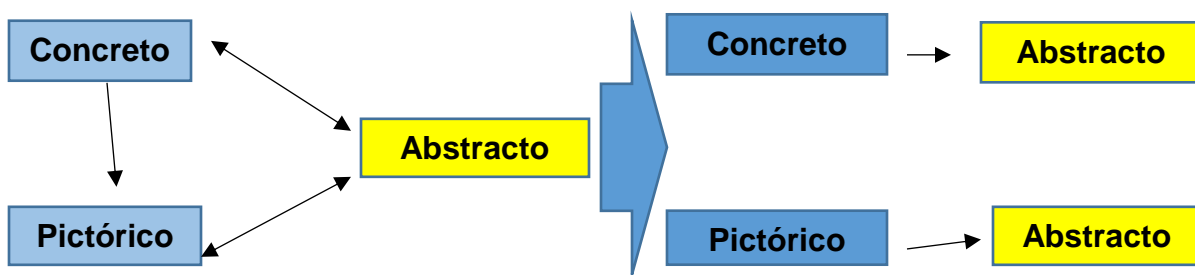 Concreto
Pictórico
Abstracto
Concreto
Abstracto
Pictórico
Abstracto